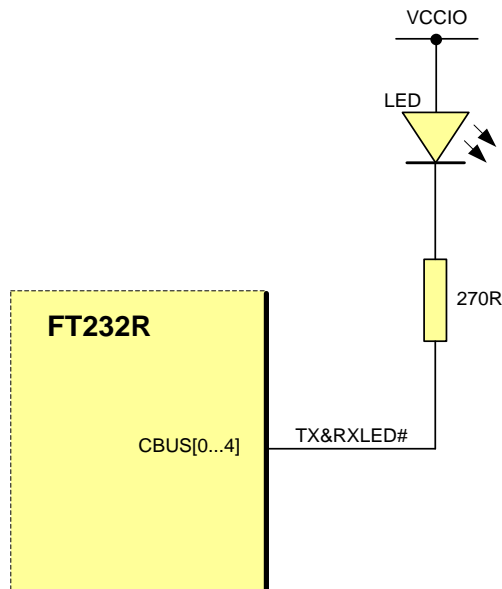 VCCIO
LED
270R
FT232R
CBUS[0...4]
TX&RXLED#